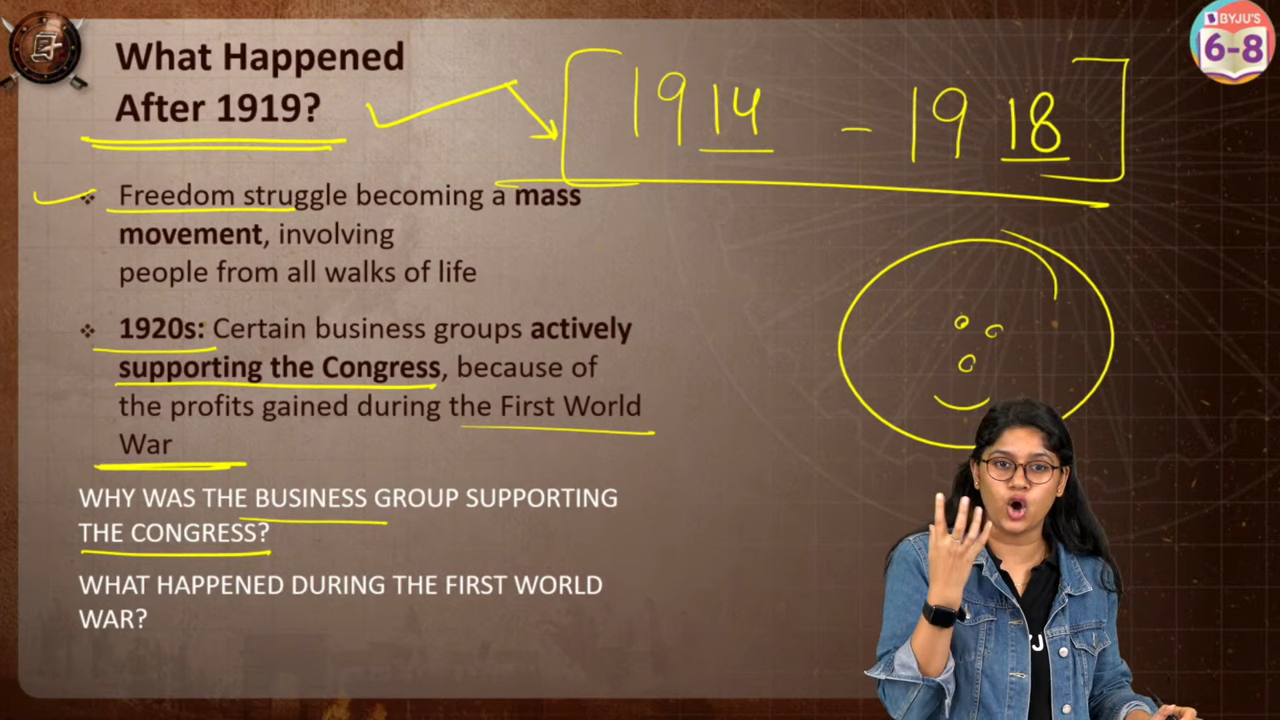 What Happened
After 1919?
1914 - 1918
BYJU'S
6-8
❖ Freedom struggle becoming a mass
movement, involving
people from all walks of life
❖ 1920s: Certain business groups actively
supporting the Congress, because of
the profits gained during the First World
War
WHY WAS THE BUSINESS GROUP SUPPORTING
THE CONGRESS?
WHAT HAPPENED DURING THE FIRST WORLD
WAR?